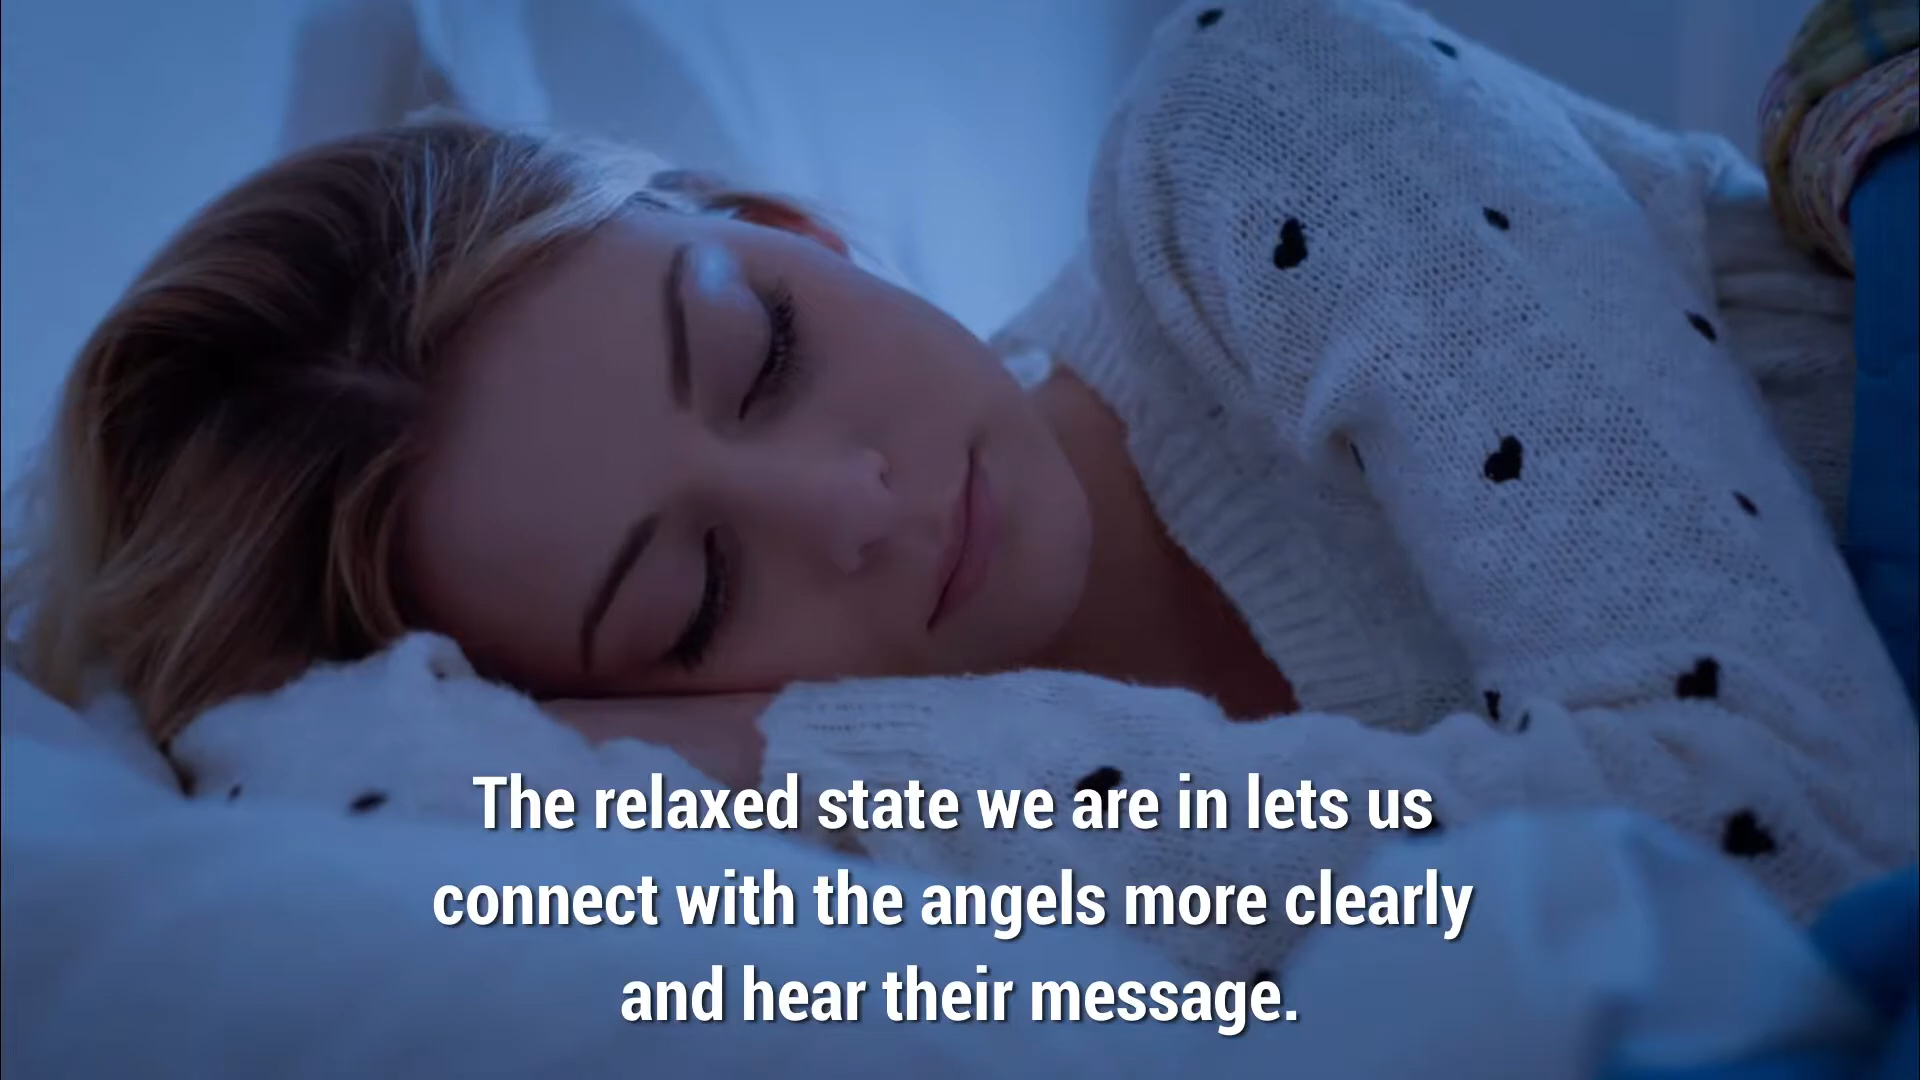 The relaxed state we are in lets us
connect with the angels more clearly
and hear their message.